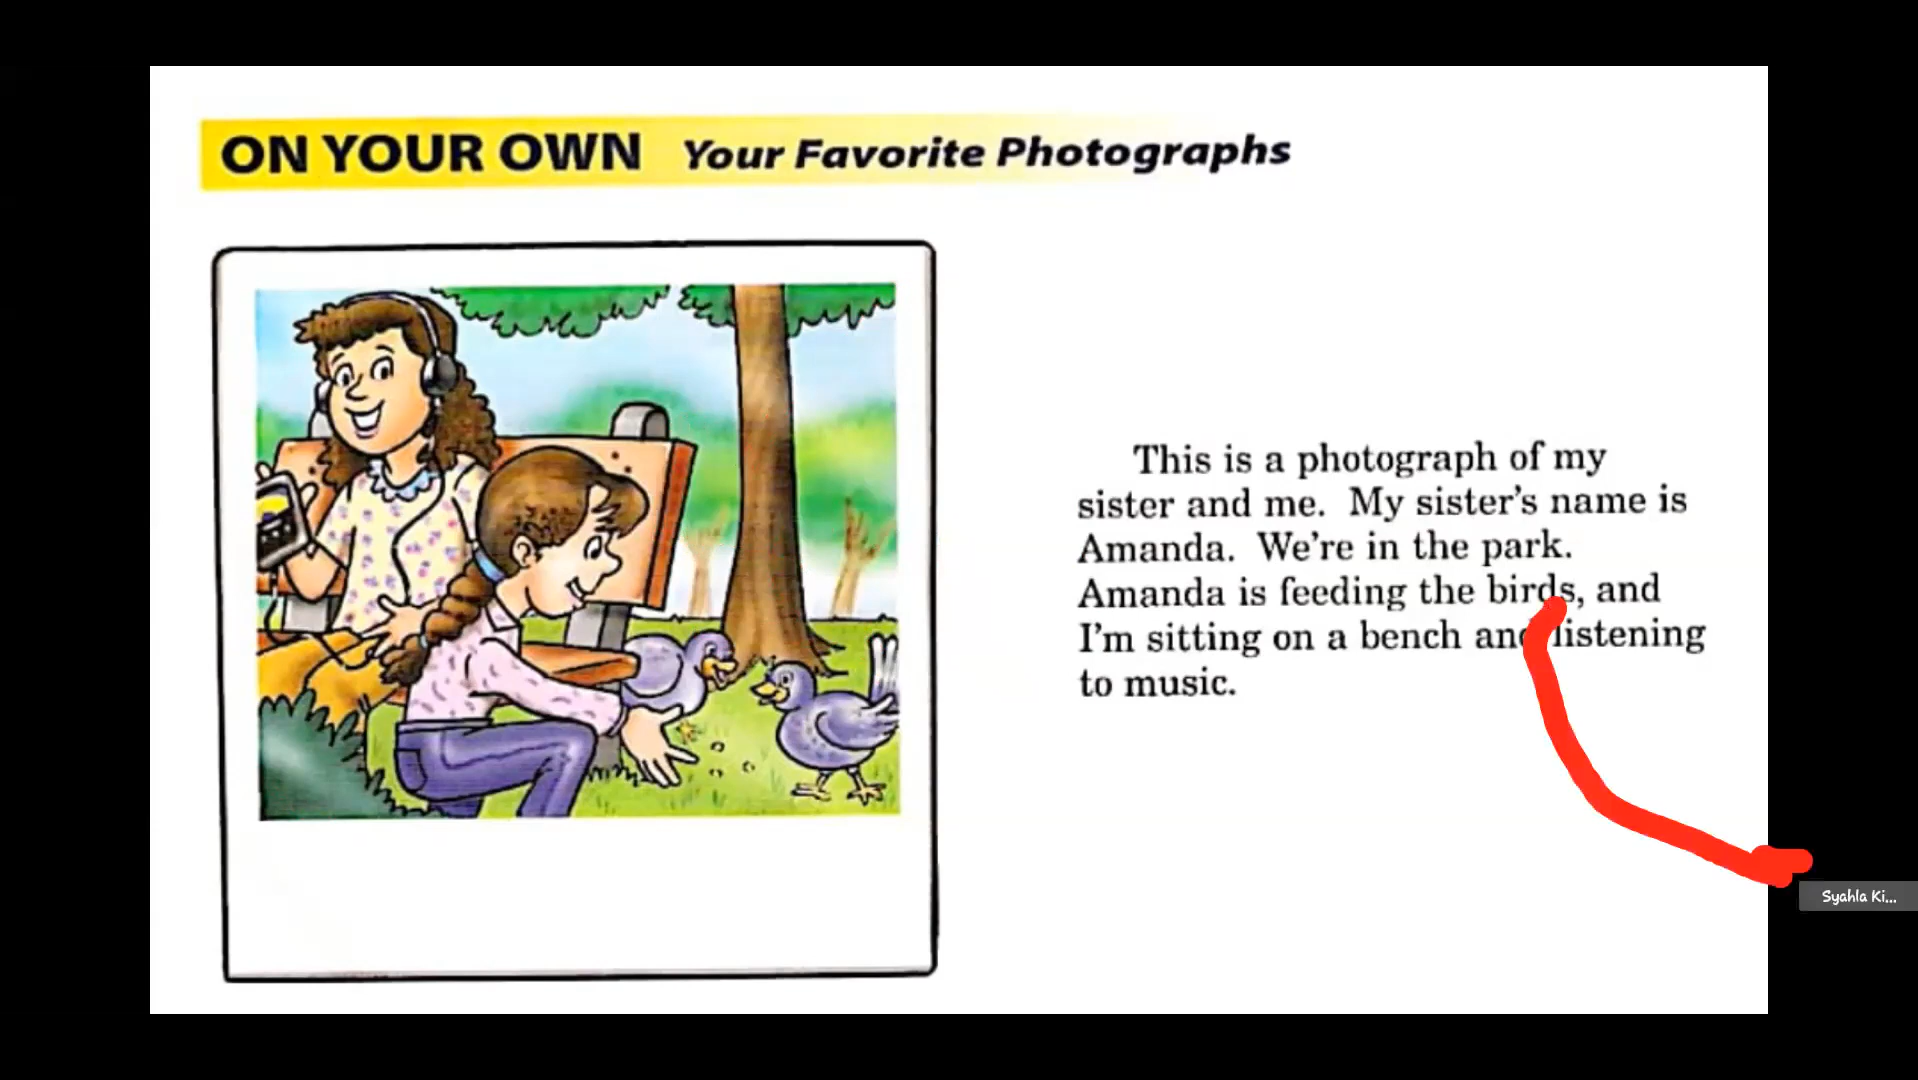 ON YOUR OWN Your Favorite Photographs
This is a photograph of my
sister and me. My sister's name is
Amanda. We're in the park.
Amanda is feeding the birds, and
I'm sitting on a bench and listening
to music.
Syahla Ki...